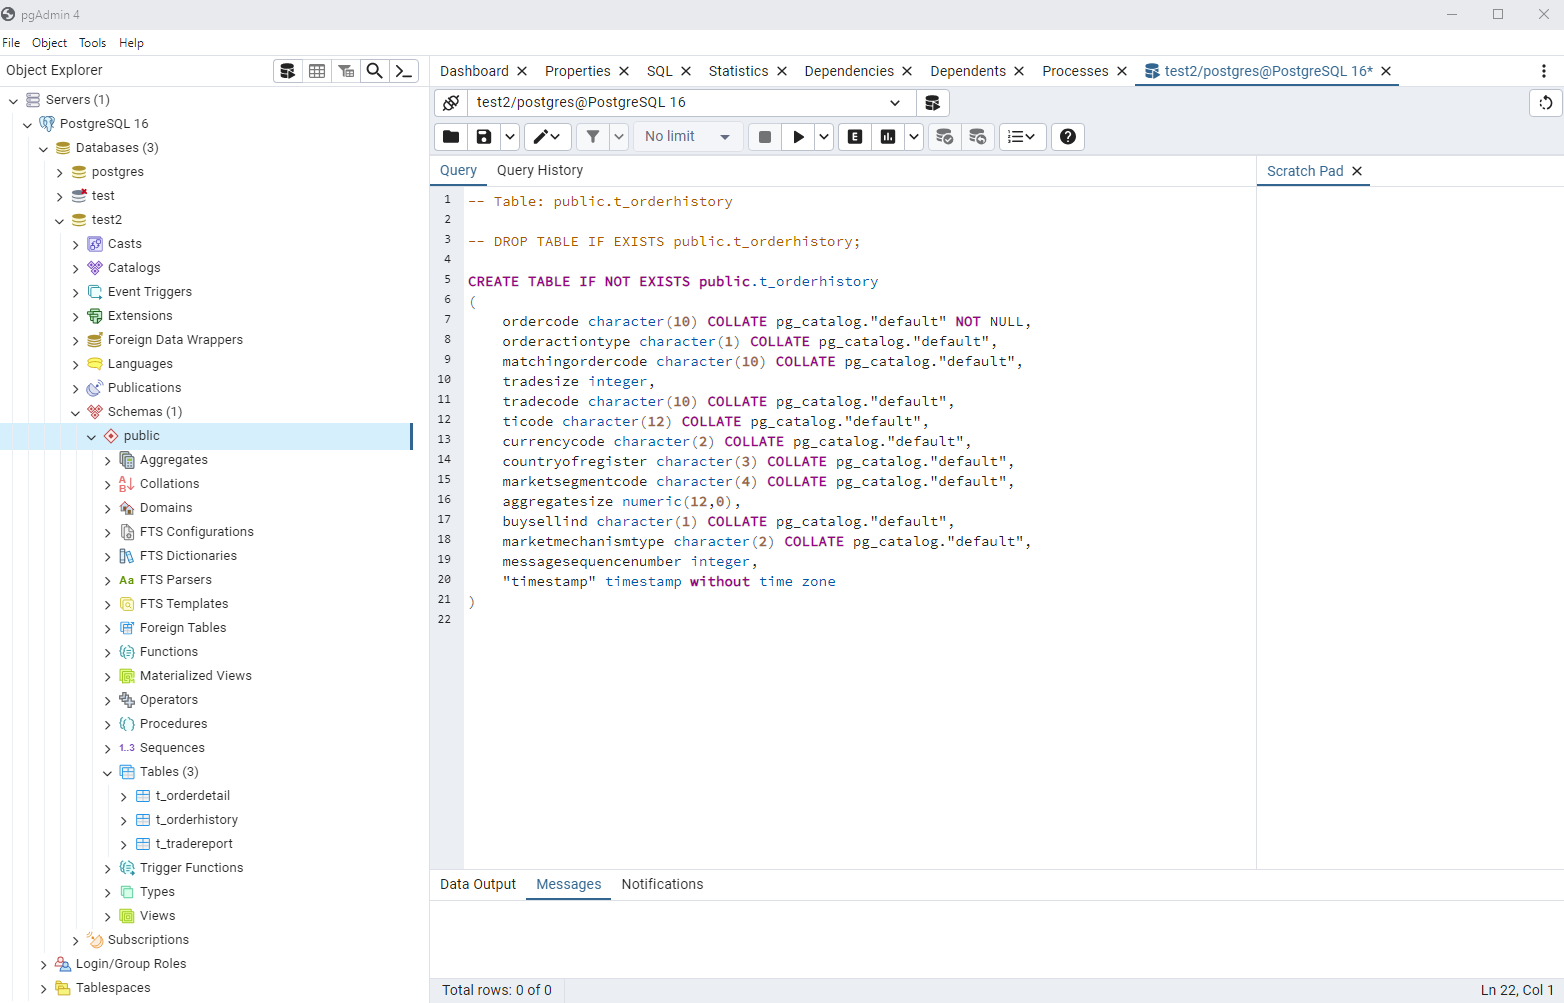 pgAdmin 4
File Object Tools Help
Object Explorer
Dashboard Properties SQL Statistics Dependencies Dependents Processes test2/postgres@PostgreSQL 16*
Servers (1)
PostgreSQL 16
Databases (3)
postgres
test
test2
Casts
Catalogs
Event Triggers
Extensions
Foreign Data Wrappers
Languages
Publications
Schemas (1)
public
Aggregates
Collations
Domains
FTS Configurations
FTS Dictionaries
Aa FTS Parsers
FTS Templates
Foreign Tables
Functions
Materialized Views
Operators
Procedures
1..3 Sequences
Tables (3)
t_orderdetail
t_orderhistory
t_tradereport
Trigger Functions
Types
Views
Subscriptions
Login/Group Roles
Tablespaces
test2/postgres@PostgreSQL 16
No limit E
Query Query History
Scratch Pad
1 -- Table: public.t_orderhistory
2
3 -- DROP TABLE IF EXISTS public.t_orderhistory;
4
5 CREATE TABLE IF NOT EXISTS public.t_orderhistory
6 (
7 ordercode character(10) COLLATE pg_catalog."default" NOT NULL,
8 orderactiontype character(1) COLLATE pg_catalog."default",
9 matchingordercode character(10) COLLATE pg_catalog."default",
10 tradesize integer,
11 tradecode character(10) COLLATE pg_catalog."default",
12 ticode character(12) COLLATE pg_catalog."default",
13 currencycode character(2) COLLATE pg_catalog."default",
14 countryofregister character(3) COLLATE pg_catalog."default",
15 marketsegmentcode character(4) COLLATE pg_catalog."default",
16 aggregatesize numeric(12,0),
17 buysellind character(1) COLLATE pg_catalog."default",
18 marketmechanismtype character(2) COLLATE pg_catalog."default",
19 messagesequencenumber integer,
20 "timestamp" timestamp without time zone
21 )
22
Data Output Messages Notifications
Total rows: 0 of 0
Ln 22, Col 1